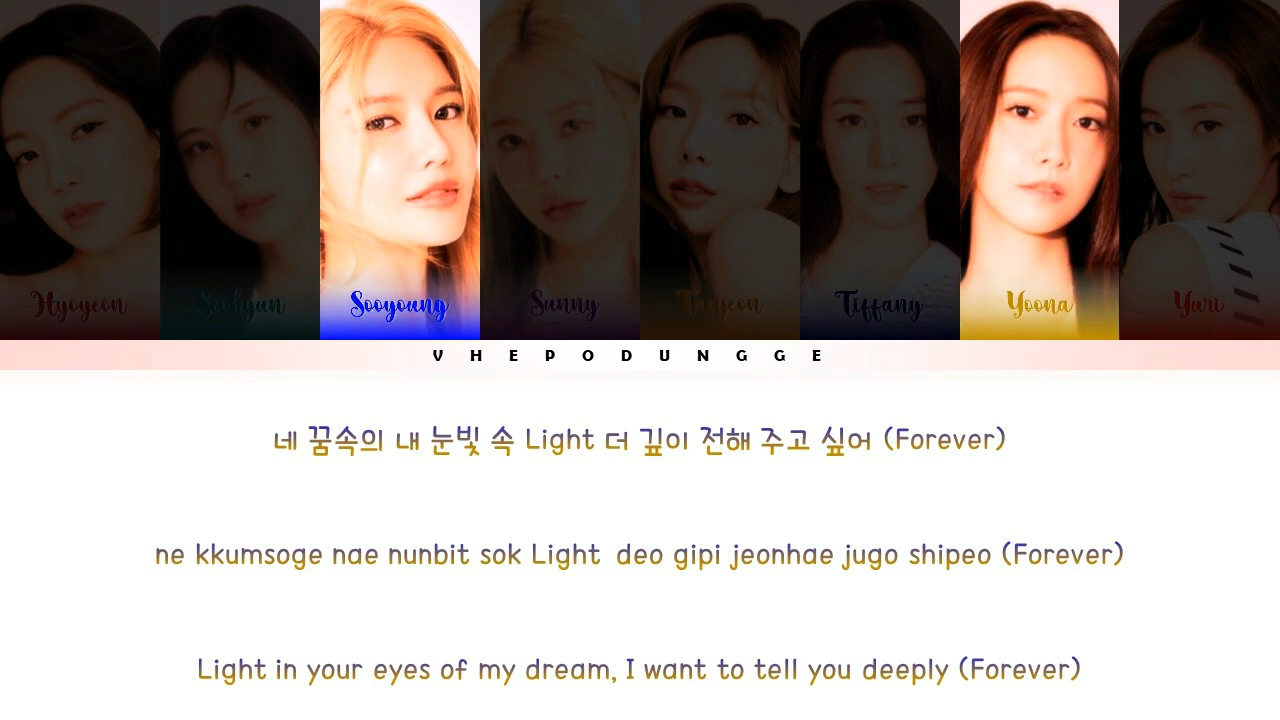 Hyoyeon Seohyun Sooyoung Sunny Taeyeon Tiffany Yoona Yuri
VHEPODUNGGE
네 꿈속의 내 눈빛 속 Light 더 깊이 전해 주고 싶어 (Forever)
ne kkumsoge nae nunbit sok Light deo gipi jeonhae jugo shipeo (Forever)
Light in your eyes of my dream, I want to tell you deeply (Forever)